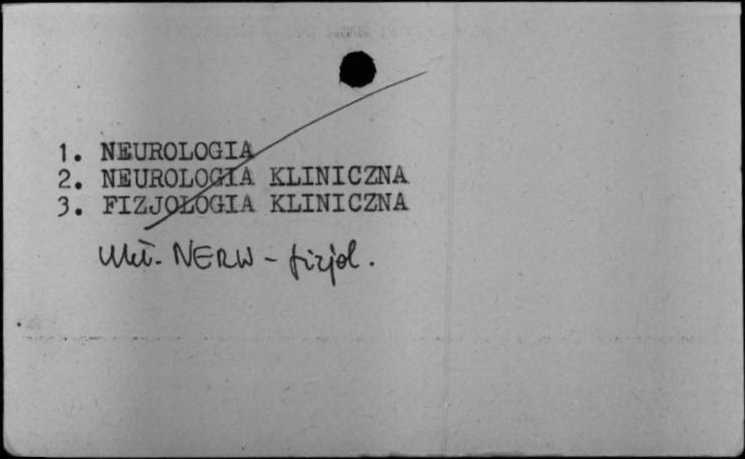 1. NEUROLOGIA
2. NEUROLOGIA KLINICZNA
3. FIZJOLOGIA KLINICZNA
Ukł. NERW - fizjol.